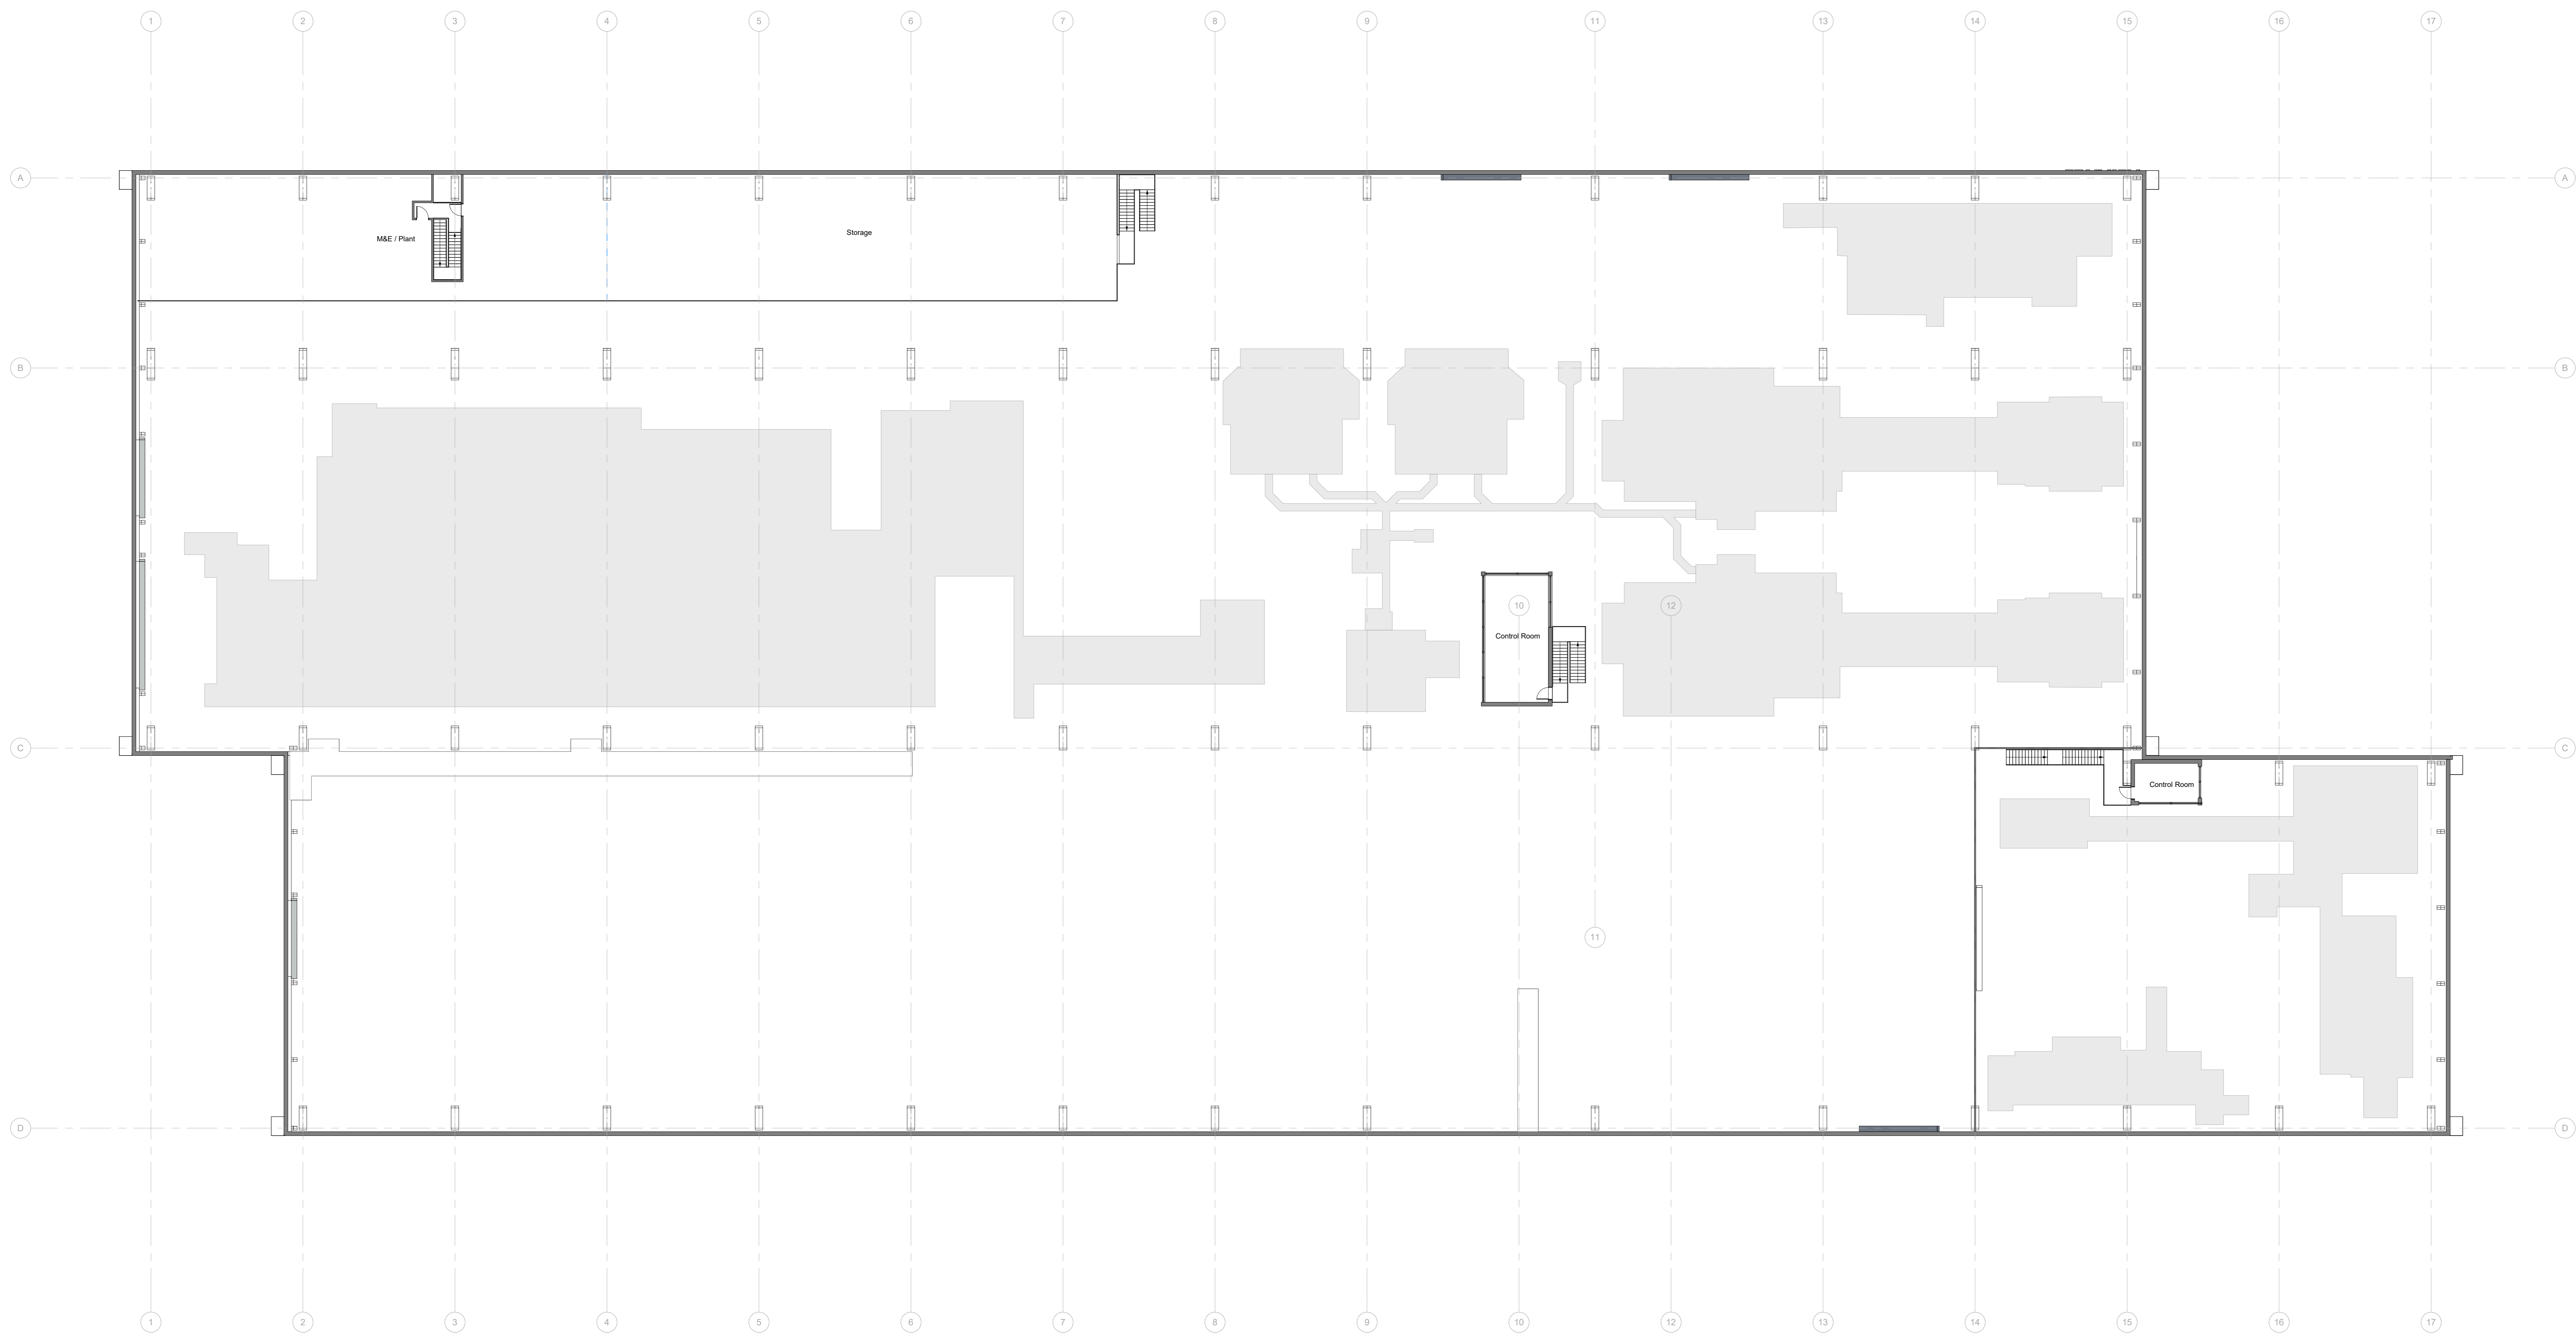 1 2 3 4 5 6 7 8 9 11 13 14 15 16 17
A A
M&E / Plant
Storage
B B
10 12
Control Room
C C
Control Room
11
D D
1 2 3 4 5 6 7 8 9 10 11 12 13 14 15 16 17